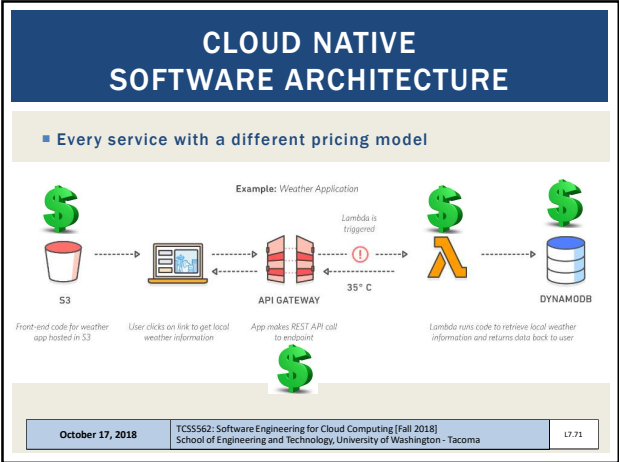 CLOUD NATIVE
SOFTWARE ARCHITECTURE
Every service with a different pricing model
Example: Weather Application
Lambda is
triggered
35° C
S3
API GATEWAY
DYNAMODB
Front-end code for weather
app hosted in S3
User clicks on link to get local
weather information
App makes REST API call
to endpoint
Lambda runs code to retrieve local weather
information and returns data back to user
October 17, 2018
TCSS562: Software Engineering for Cloud Computing [Fall 2018]
School of Engineering and Technology, University of Washington - Tacoma
L7.71